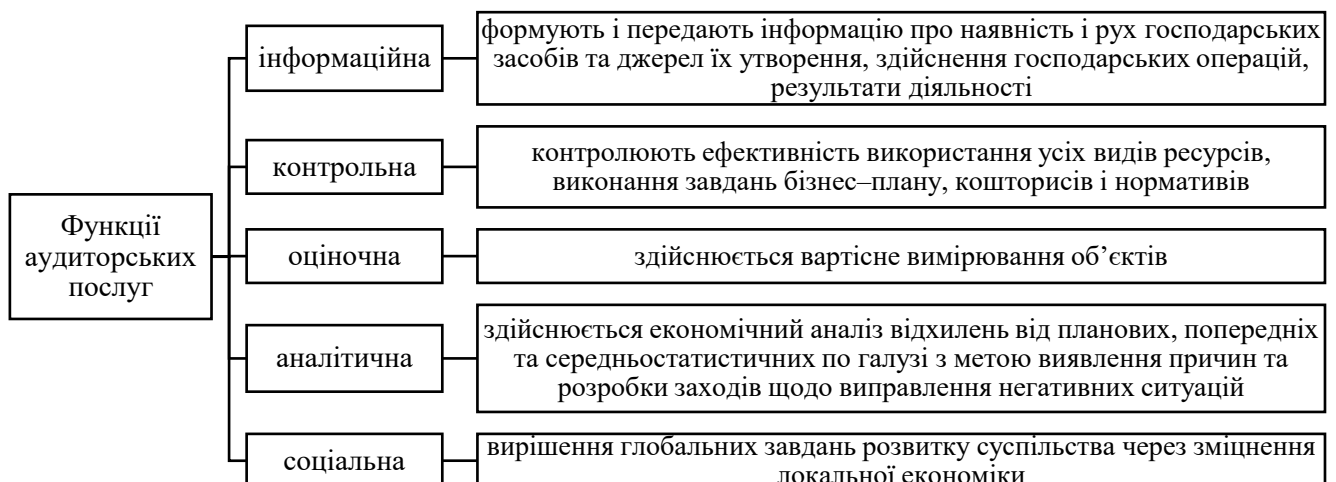 Функції
аудиторських
послуг
інформаційна
формують і передають інформацію про наявність і рух господарських
засобів та джерел їх утворення, здійснення господарських операцій,
результати діяльності
контрольна
контролюють ефективність використання усіх видів ресурсів,
виконання завдань бізнес–плану, кошторисів і нормативів
оціночна
здійснюється вартісне вимірювання об’єктів
аналітична
здійснюється економічний аналіз відхилень від планових, попередніх
та середньостатистичних по галузі з метою виявлення причин та
розробки заходів щодо виправлення негативних ситуацій
соціальна
вирішення глобальних завдань розвитку суспільства через зміцнення
локальної економіки